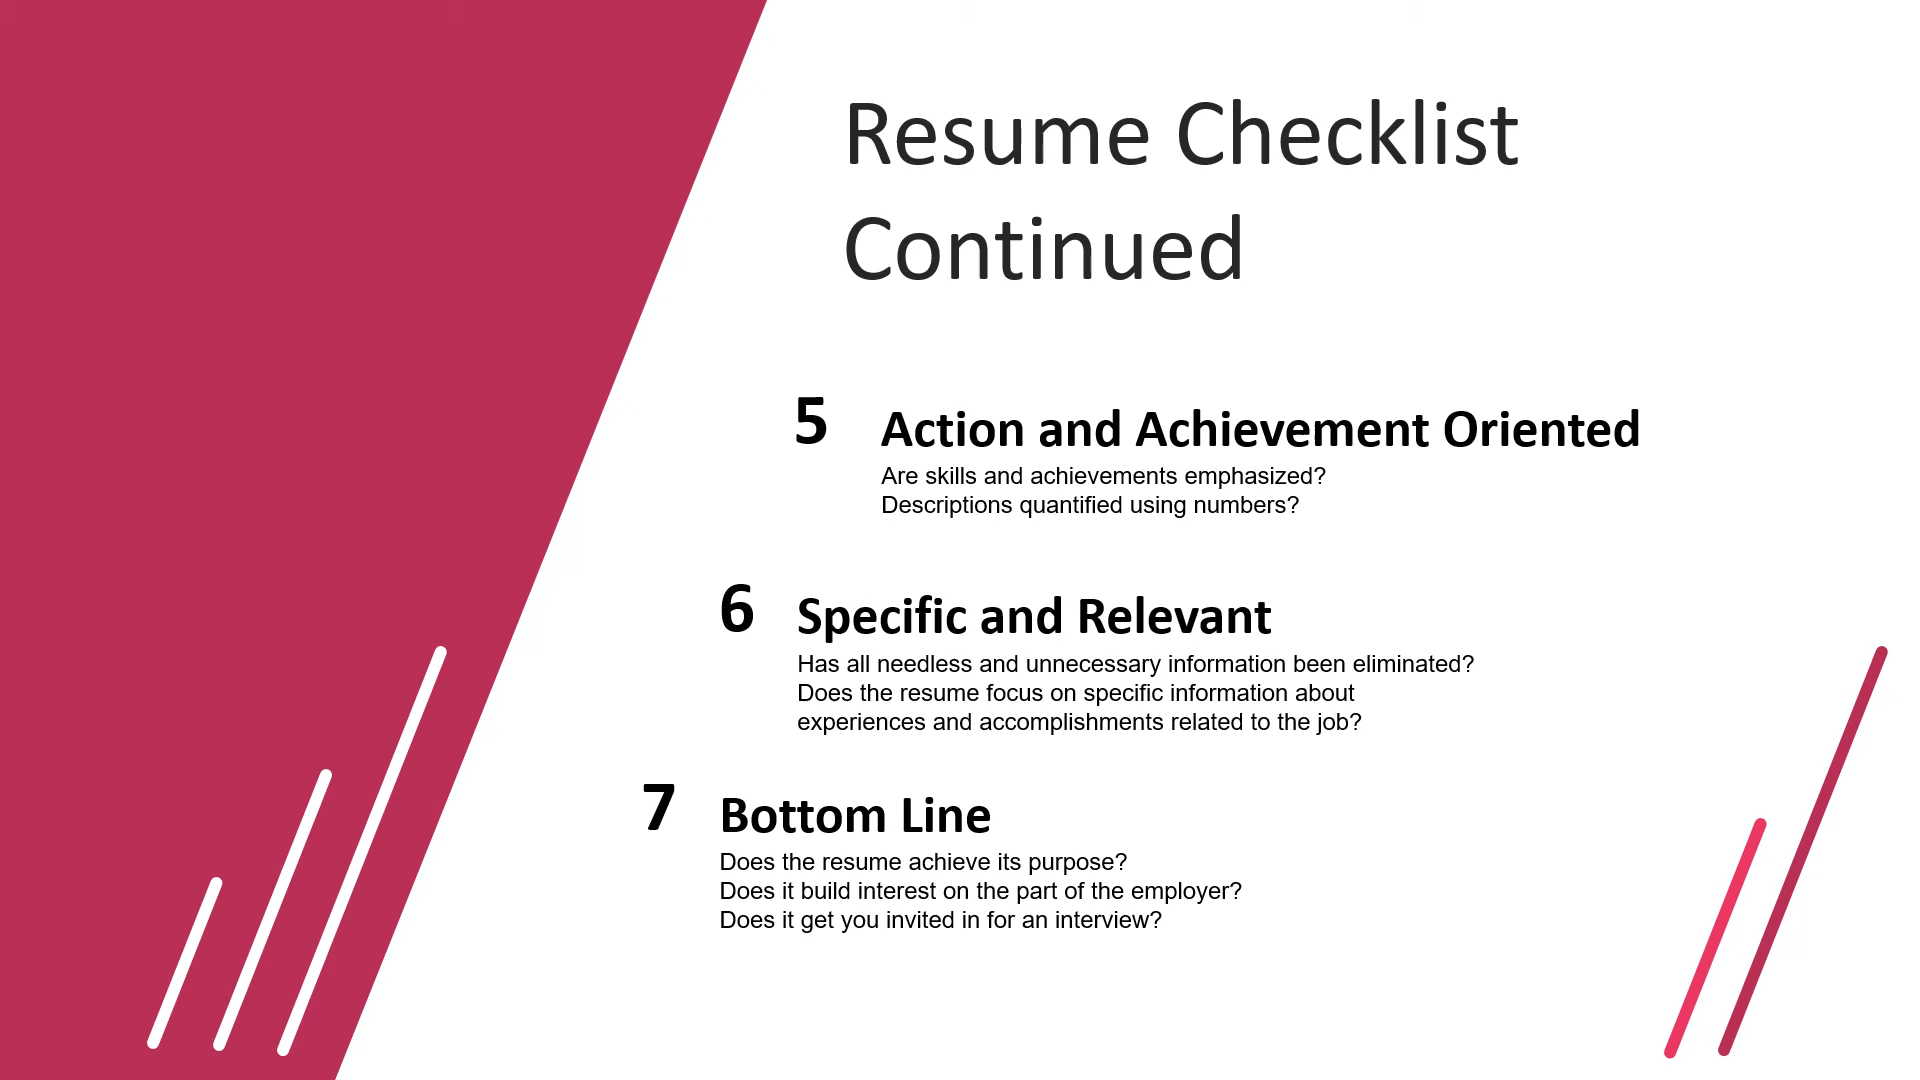 Resume Checklist
Continued
5
Action and Achievement Oriented
Are skills and achievements emphasized?
Descriptions quantified using numbers?
6
Specific and Relevant
Has all needless and unnecessary information been eliminated?
Does the resume focus on specific information about
experiences and accomplishments related to the job?
7
Bottom Line
Does the resume achieve its purpose?
Does it build interest on the part of the employer?
Does it get you invited in for an interview?